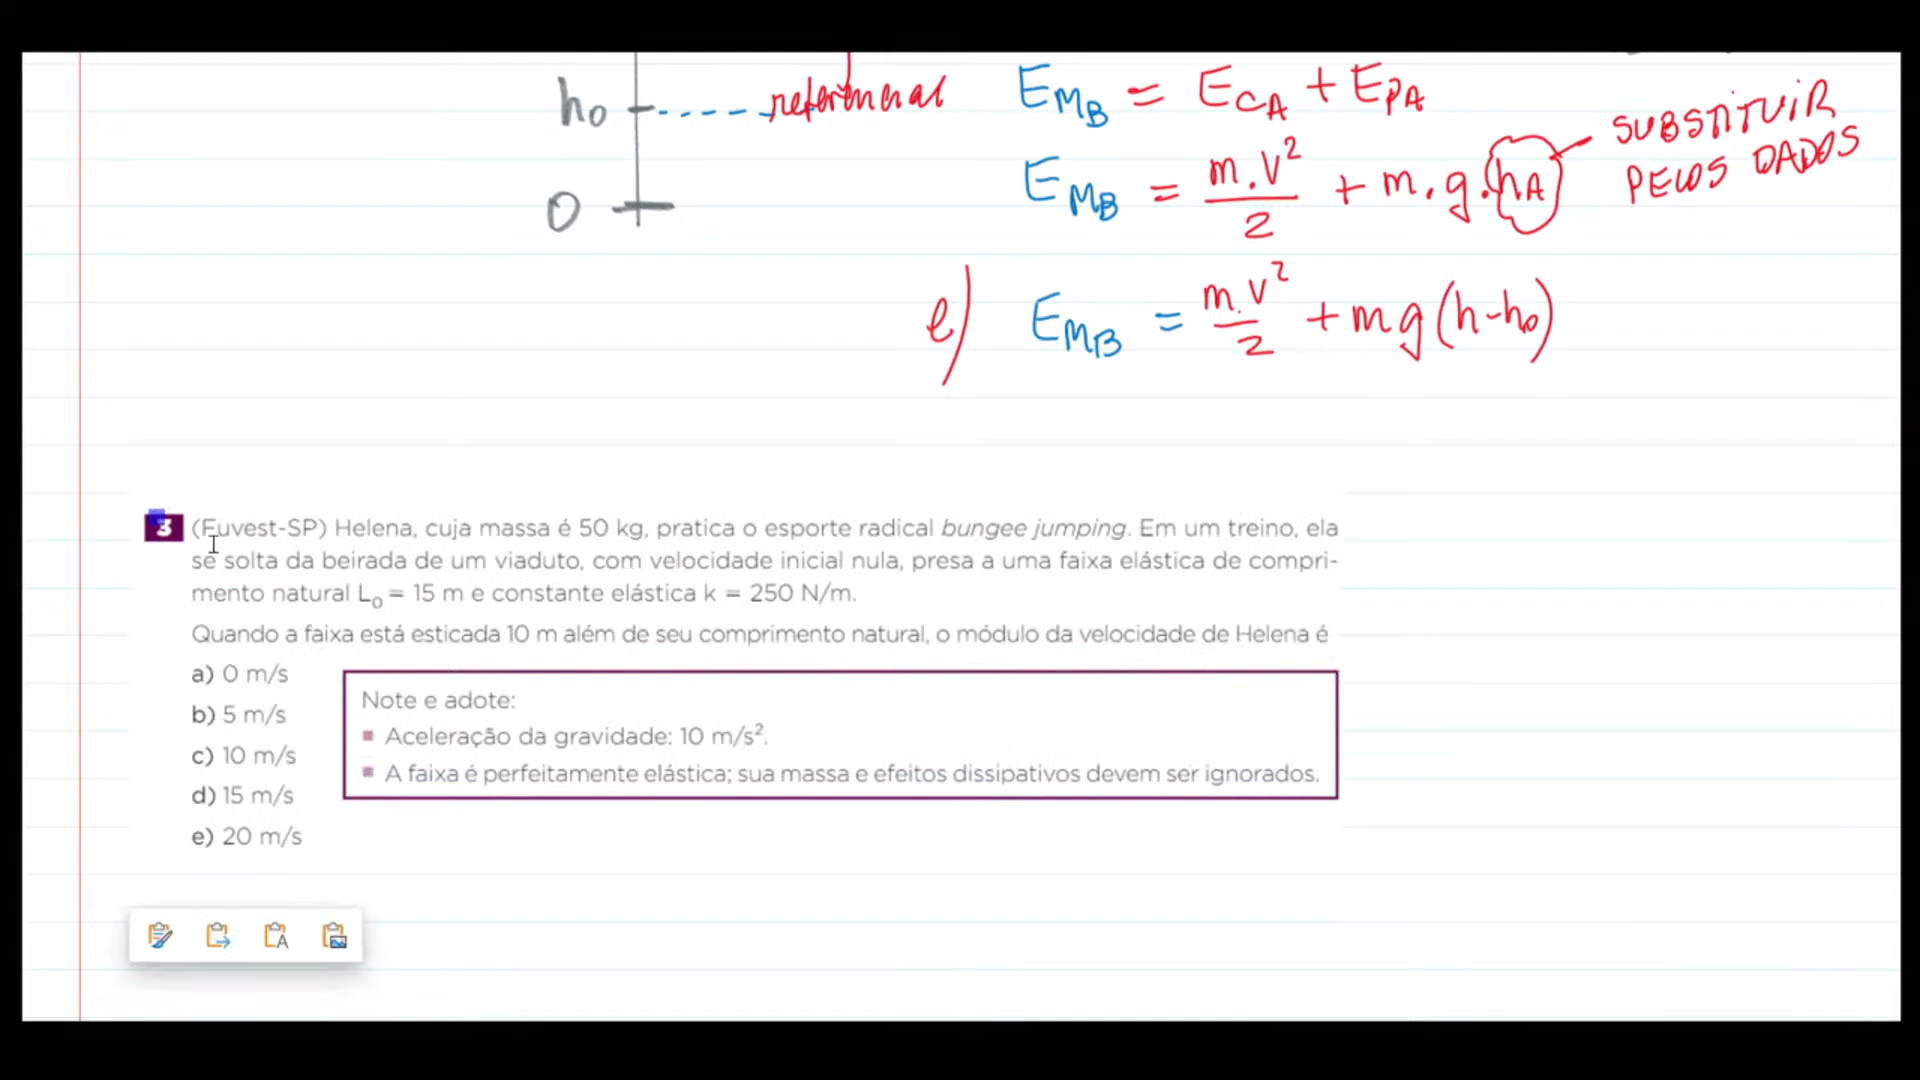 h₀
referencial
0
E_MB = E_CA + E_PA
E_MB = m.v²/2 + m.g.h_A
SUBSTITUIR
PELOS DADOS
e) E_MB = m.v²/2 + mg(h-h₀)
3 (Fuvest-SP) Helena, cuja massa é 50 kg, pratica o esporte radical bungee jumping. Em um treino, ela
se solta da beirada de um viaduto, com velocidade inicial nula, presa a uma faixa elástica de compri-
mento natural L₀ = 15 m e constante elástica k = 250 N/m.
Quando a faixa está esticada 10 m além de seu comprimento natural, o módulo da velocidade de Helena é
a) 0 m/s
b) 5 m/s
c) 10 m/s
d) 15 m/s
e) 20 m/s
Note e adote:
Aceleração da gravidade: 10 m/s².
A faixa é perfeitamente elástica; sua massa e efeitos dissipativos devem ser ignorados.